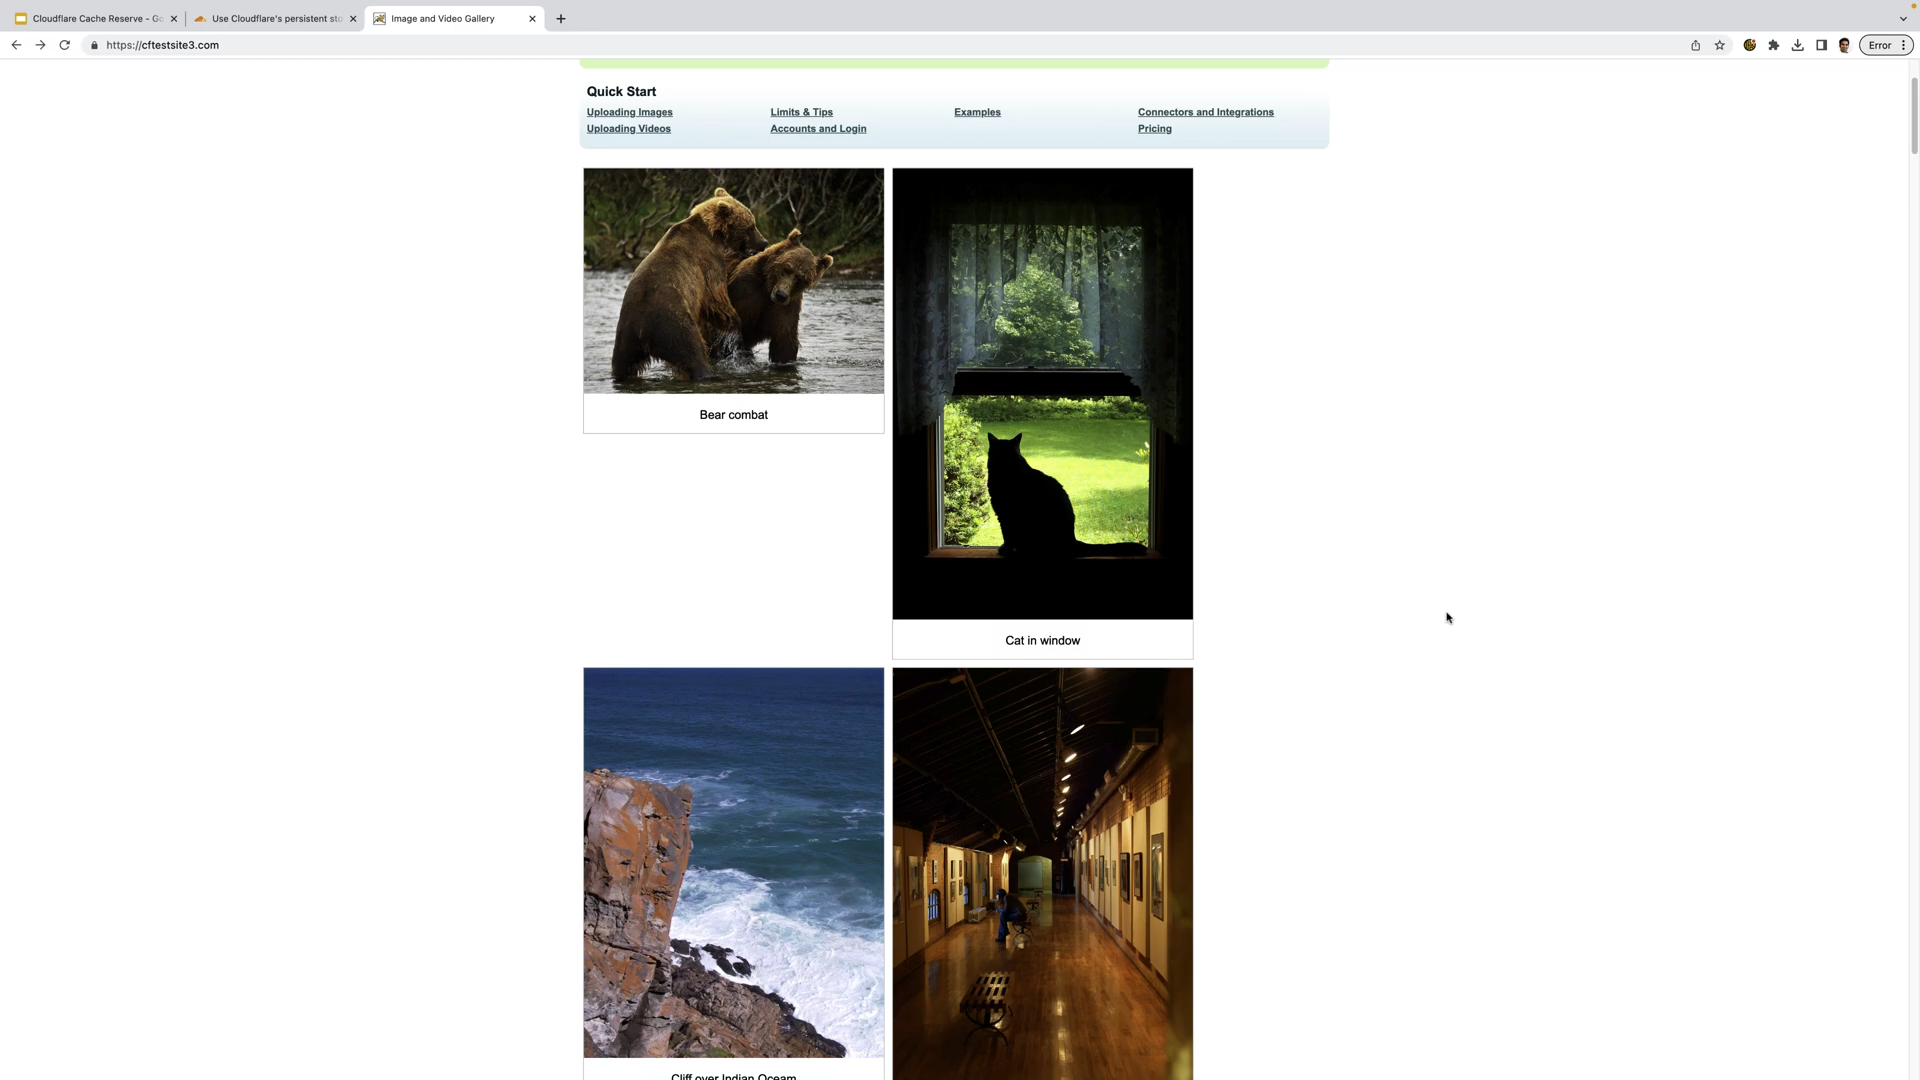 Cloudflare Cache Reserve - Go
Use Cloudflare's persistent sto
Image and Video Gallery
https://cftestsite3.com
Error
Quick Start
Uploading Images
Limits & Tips
Examples
Connectors and Integrations
Uploading Videos
Accounts and Login
Pricing
Bear combat
Cat in window
Cliff over Indian Oceam